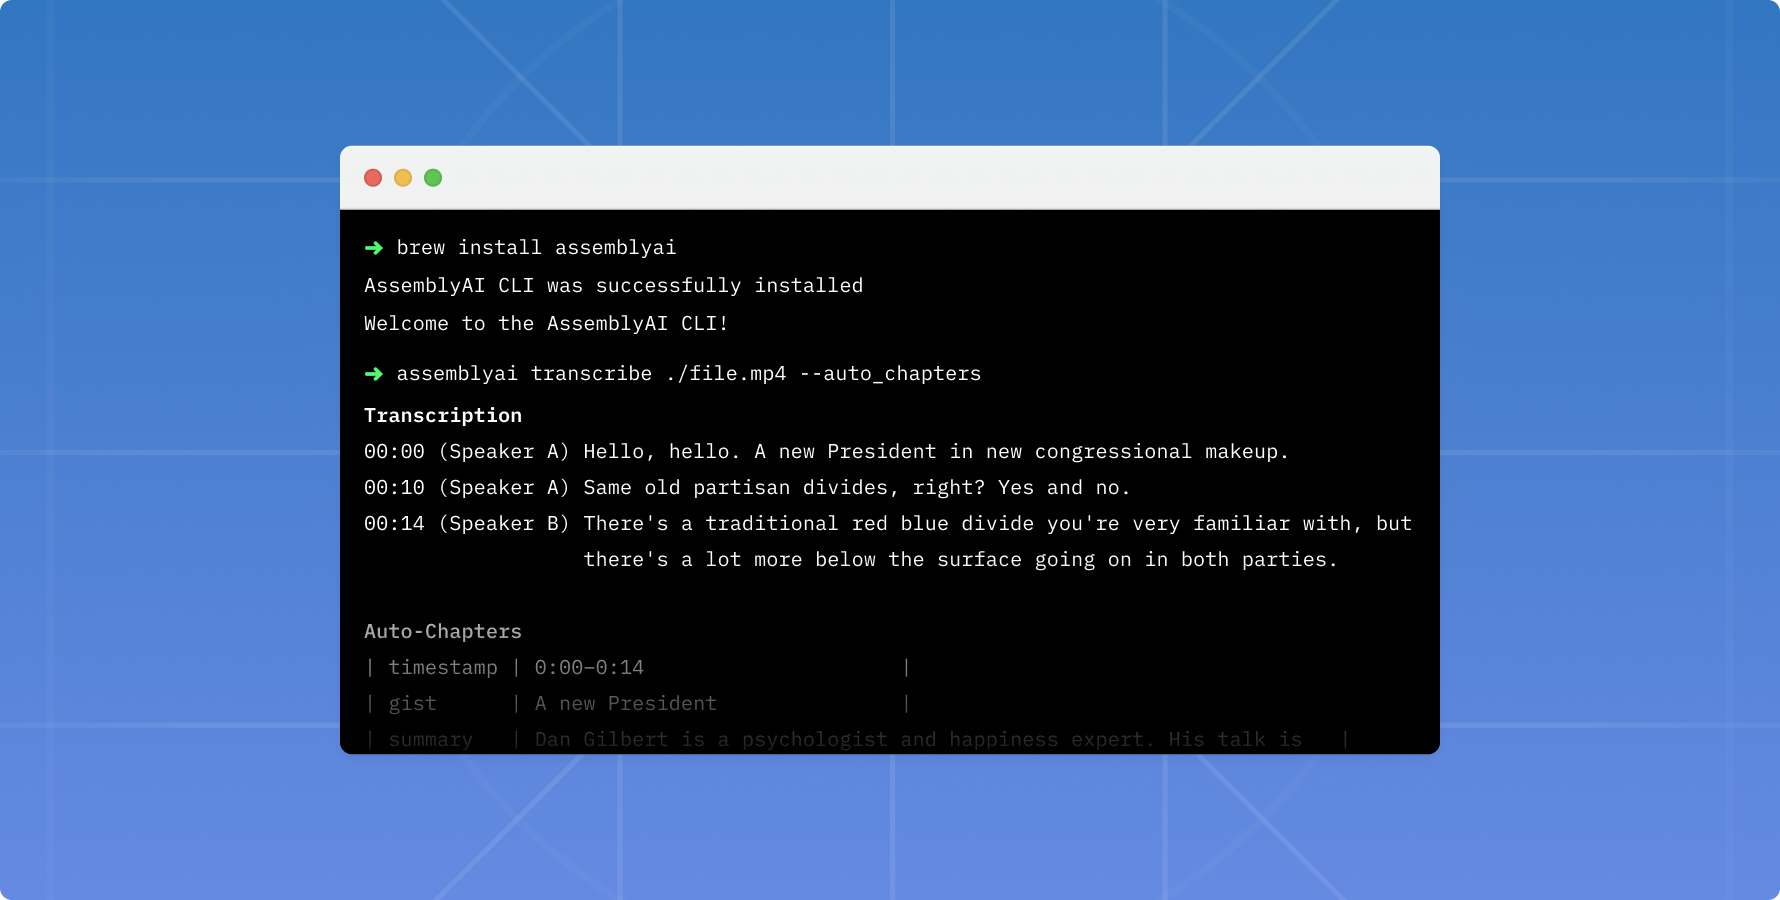 ➜ brew install assemblyai
AssemblyAI CLI was successfully installed
Welcome to the AssemblyAI CLI!
➜ assemblyai transcribe ./file.mp4 --auto_chapters
Transcription
00:00 (Speaker A) Hello, hello. A new President in new congressional makeup.
00:10 (Speaker A) Same old partisan divides, right? Yes and no.
00:14 (Speaker B) There's a traditional red blue divide you're very familiar with, but
there's a lot more below the surface going on in both parties.
Auto-Chapters
| timestamp | 0:00–0:14 |
| gist | A new President |
| summary | Dan Gilbert is a psychologist and happiness expert. His talk is |